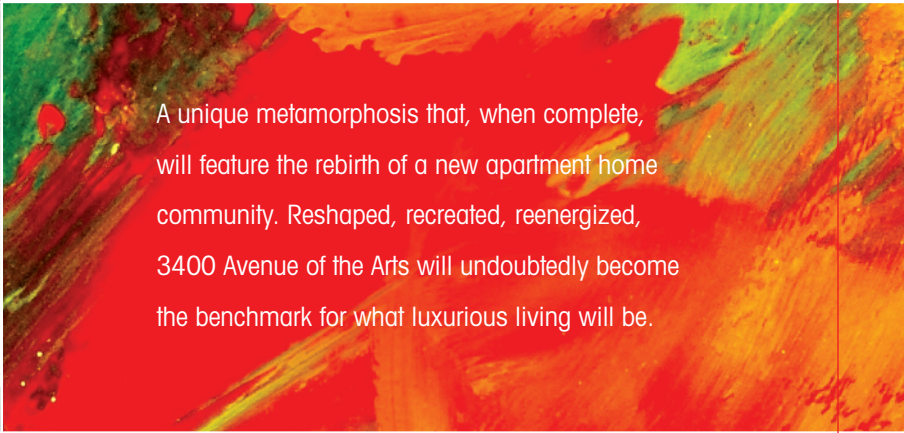 A unique metamorphosis that, when complete,
will feature the rebirth of a new apartment home
community. Reshaped, recreated, reenergized,
3400 Avenue of the Arts will undoubtedly become
the benchmark for what luxurious living will be.